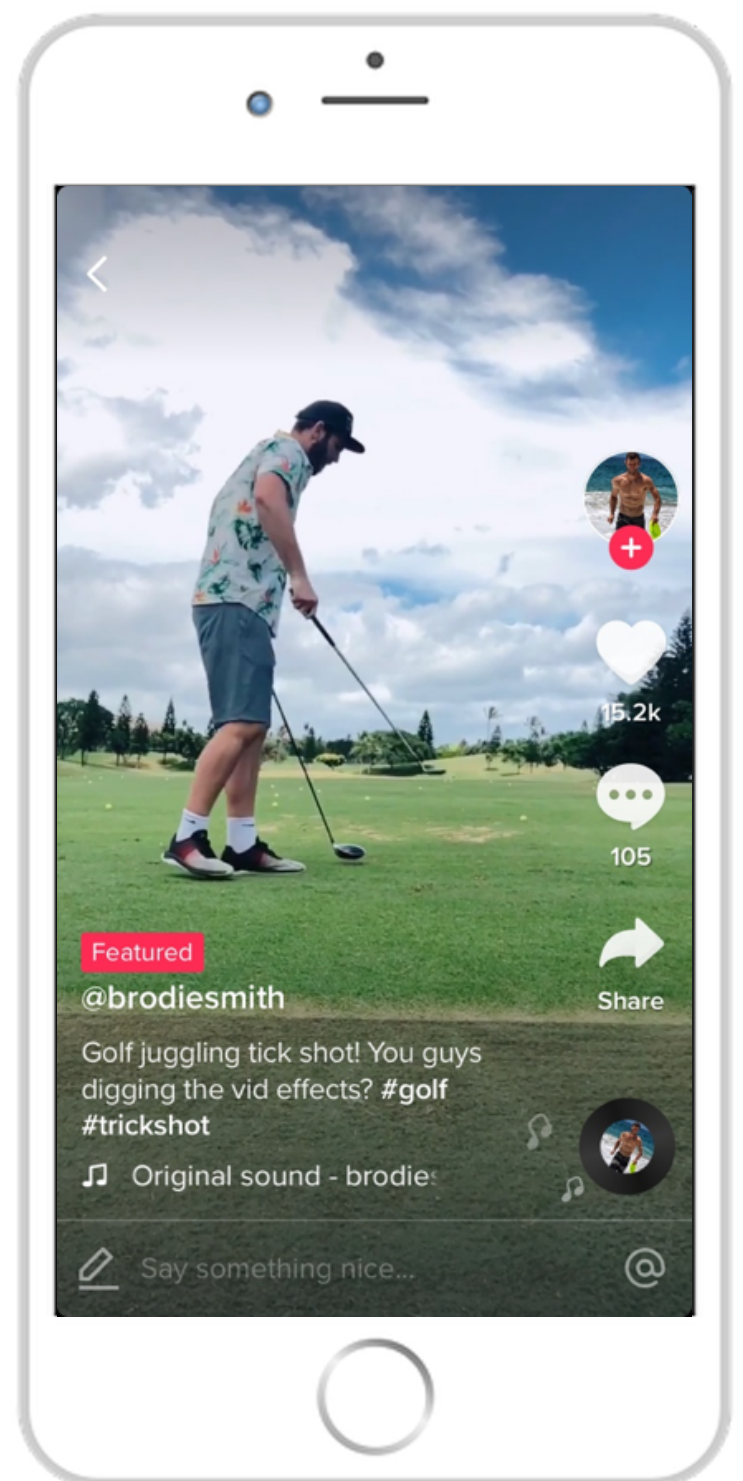 15.2k
105
Share
Featured
@brodiesmith
Golf juggling tick shot! You guys
digging the vid effects? #golf
#trickshot
Original sound - brodies
Say something nice...
@